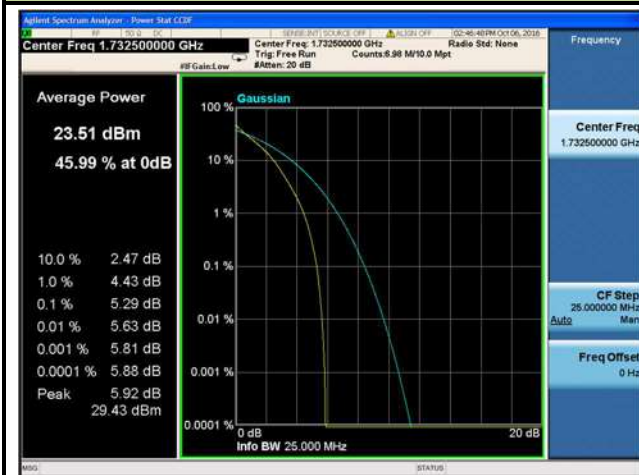 Agilent Spectrum Analyzer - Power Stat CCDF
RF 50 Ω DC SENSE:INT SOURCE OFF ALIGN OFF 02:46:48 PM Oct 06, 2016
Center Freq 1.732500000 GHz
Center Freq: 1.732500000 GHz Radio Std: None
Trig: Free Run Counts:6.98 M/10.0 Mpt
#IFGain:Low #Atten: 20 dB
Frequency
Average Power
23.51 dBm
45.99 % at 0dB
10.0 % 2.47 dB
1.0 % 4.43 dB
0.1 % 5.29 dB
0.01 % 5.63 dB
0.001 % 5.81 dB
0.0001 % 5.88 dB
Peak 5.92 dB
29.43 dBm
Gaussian
100 %
10 %
1 %
0.1 %
0.01 %
0.001 %
0.0001 %
0 dB 20 dB
Info BW 25.000 MHz
Center Freq
1.732500000 GHz
CF Step
25.000000 MHz
Auto Man
Freq Offset
0 Hz
MSG STATUS